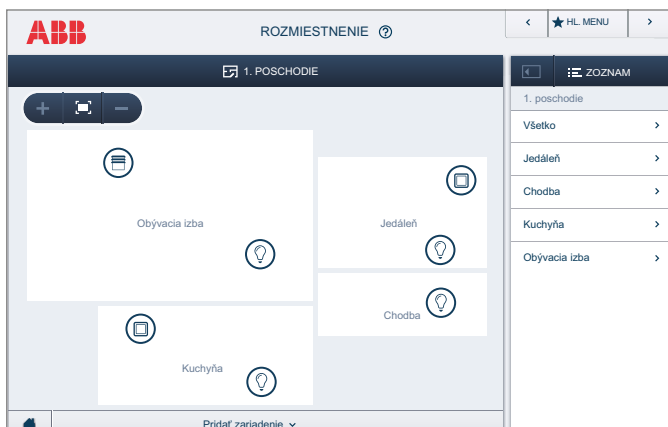 ABB
ROZMIESTNENIE ?
HL. MENU
1. POSCHODIE
ZOZNAM
1. poschodie
Všetko
Jedáleň
Chodba
Kuchyňa
Obývacia izba
Obývacia izba
Jedáleň
Chodba
Kuchyňa
Pridať zariadenie